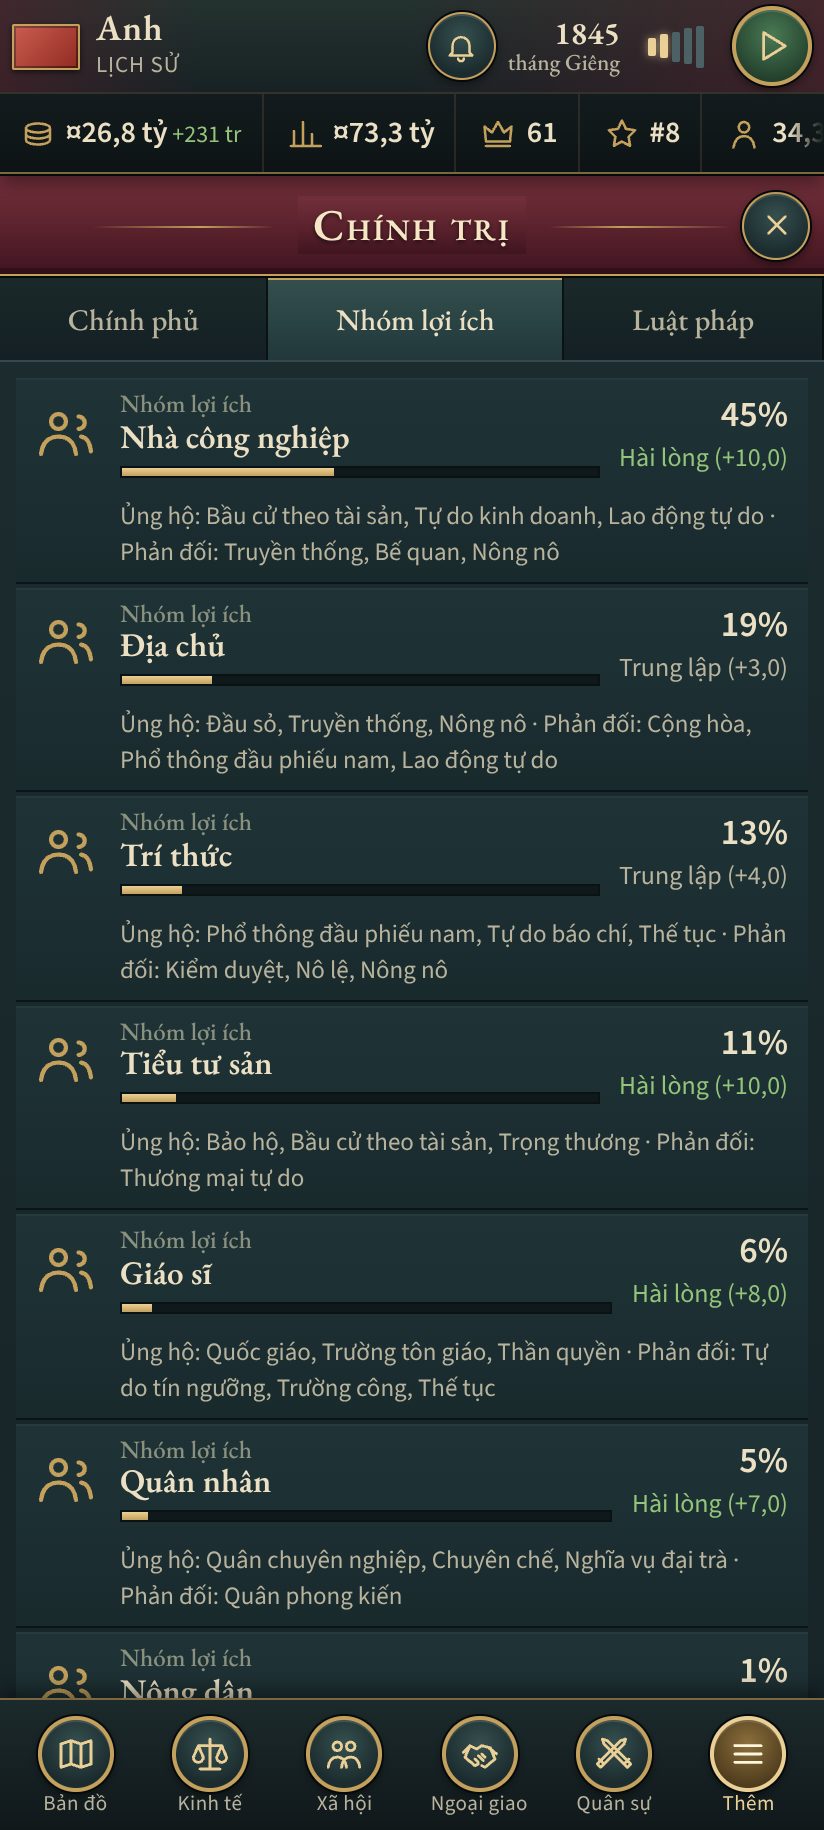 Anh
LỊCH SỬ
1845
tháng Giêng
¤26,8 tỷ +231 tr
¤73,3 tỷ
61
#8
34,3
Chính trị
Chính phủ
Nhóm lợi ích
Luật pháp
Nhóm lợi ích
Nhà công nghiệp
45%
Hài lòng (+10,0)
Ủng hộ: Bầu cử theo tài sản, Tự do kinh doanh, Lao động tự do ·
Phản đối: Truyền thống, Bế quan, Nông nô
Nhóm lợi ích
Địa chủ
19%
Trung lập (+3,0)
Ủng hộ: Đầu sỏ, Truyền thống, Nông nô · Phản đối: Cộng hòa,
Phổ thông đầu phiếu nam, Lao động tự do
Nhóm lợi ích
Trí thức
13%
Trung lập (+4,0)
Ủng hộ: Phổ thông đầu phiếu nam, Tự do báo chí, Thế tục · Phản
đối: Kiểm duyệt, Nô lệ, Nông nô
Nhóm lợi ích
Tiểu tư sản
11%
Hài lòng (+10,0)
Ủng hộ: Bảo hộ, Bầu cử theo tài sản, Trọng thương · Phản đối:
Thương mại tự do
Nhóm lợi ích
Giáo sĩ
6%
Hài lòng (+8,0)
Ủng hộ: Quốc giáo, Trường tôn giáo, Thần quyền · Phản đối: Tự
do tín ngưỡng, Trường công, Thế tục
Nhóm lợi ích
Quân nhân
5%
Hài lòng (+7,0)
Ủng hộ: Quân chuyên nghiệp, Chuyên chế, Nghĩa vụ đại trà ·
Phản đối: Quân phong kiến
Nhóm lợi ích
Nông dân
1%
Bản đồ
Kinh tế
Xã hội
Ngoại giao
Quân sự
Thêm